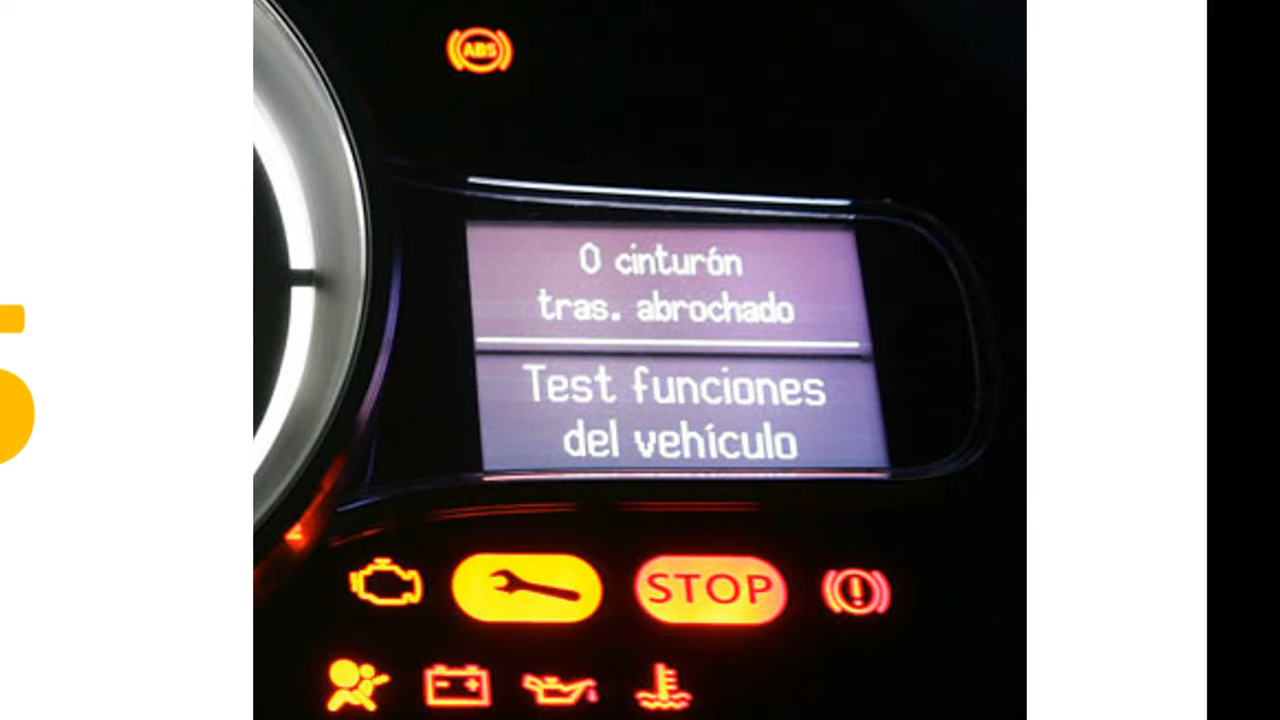 ABS
0 cinturón
tras. abrochado
Test funciones
del vehículo
STOP